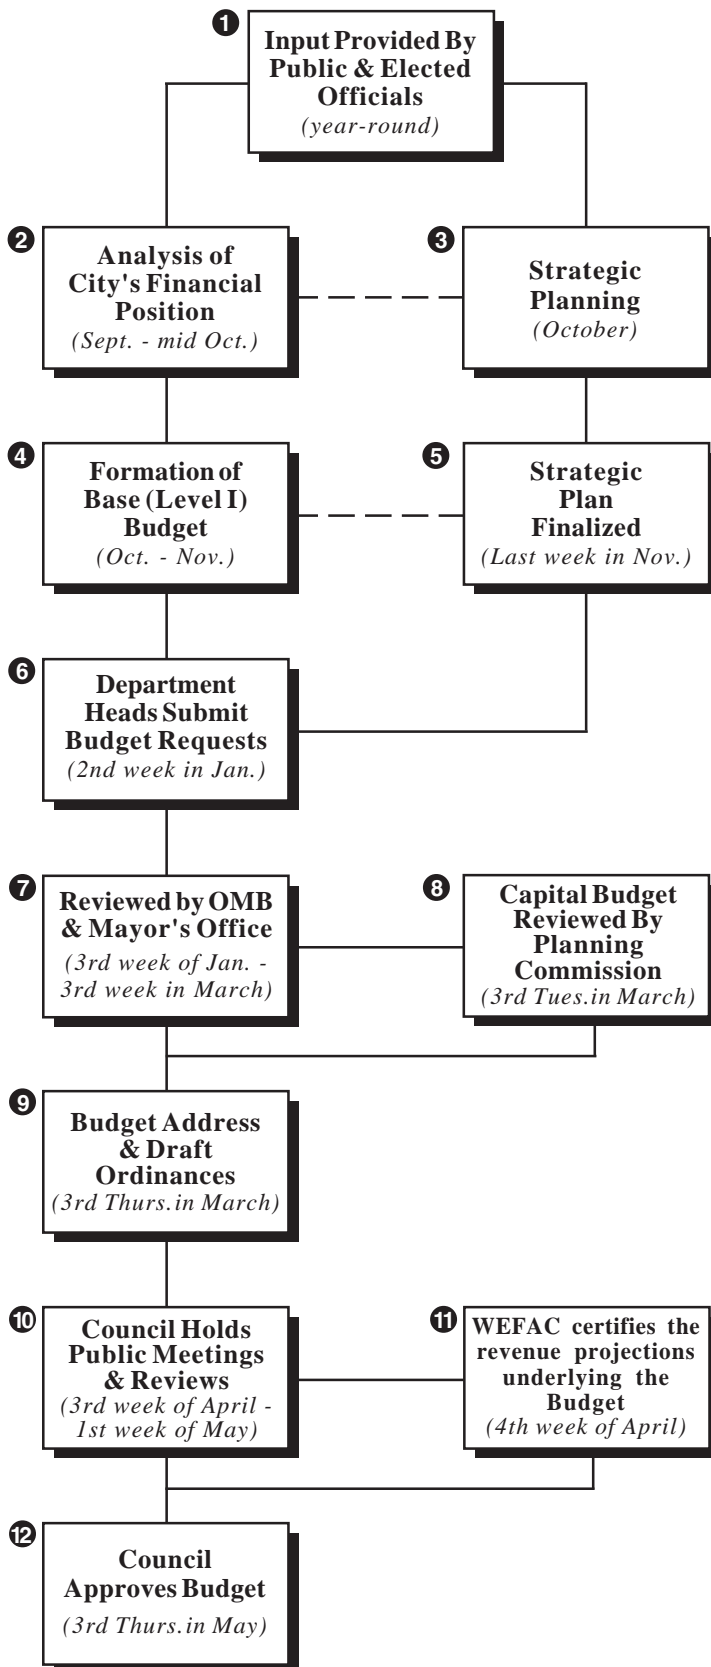 1
Input Provided By
Public & Elected
Officials
(year-round)
2
Analysis of
City's Financial
Position
(Sept. - mid Oct.)
3
Strategic
Planning
(October)
4
Formation of
Base (Level I)
Budget
(Oct. - Nov.)
5
Strategic
Plan
Finalized
(Last week in Nov.)
6
Department
Heads Submit
Budget Requests
(2nd week in Jan.)
7
Reviewed by OMB
& Mayor's Office
(3rd week of Jan. -
3rd week in March)
8
Capital Budget
Reviewed By
Planning
Commission
(3rd Tues.in March)
9
Budget Address
& Draft
Ordinances
(3rd Thurs.in March)
10
Council Holds
Public Meetings
& Reviews
(3rd week of April -
1st week of May)
11
WEFAC certifies the
revenue projections
underlying the
Budget
(4th week of April)
12
Council
Approves Budget
(3rd Thurs.in May)